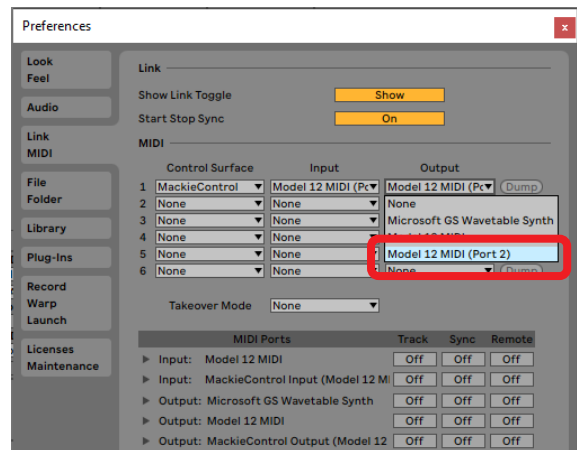 Preferences
x
Look
Feel
Audio
Link
MIDI
File
Folder
Library
Plug-Ins
Record
Warp
Launch
Licenses
Maintenance
Link
Show Link Toggle Show
Start Stop Sync On
MIDI
Control Surface Input Output
1 MackieControl Model 12 MIDI (Po Model 12 MIDI (Po Dump
2 None None None
3 None None Microsoft GS Wavetable Synth
4 None None
5 None None Model 12 MIDI (Port 2)
6 None None None Dump
Takeover Mode None
MIDI Ports Track Sync Remote
Input: Model 12 MIDI Off Off Off
Input: MackieControl Input (Model 12 MI Off Off Off
Output: Microsoft GS Wavetable Synth Off Off Off
Output: Model 12 MIDI Off Off Off
Output: MackieControl Output (Model 12 Off Off Off